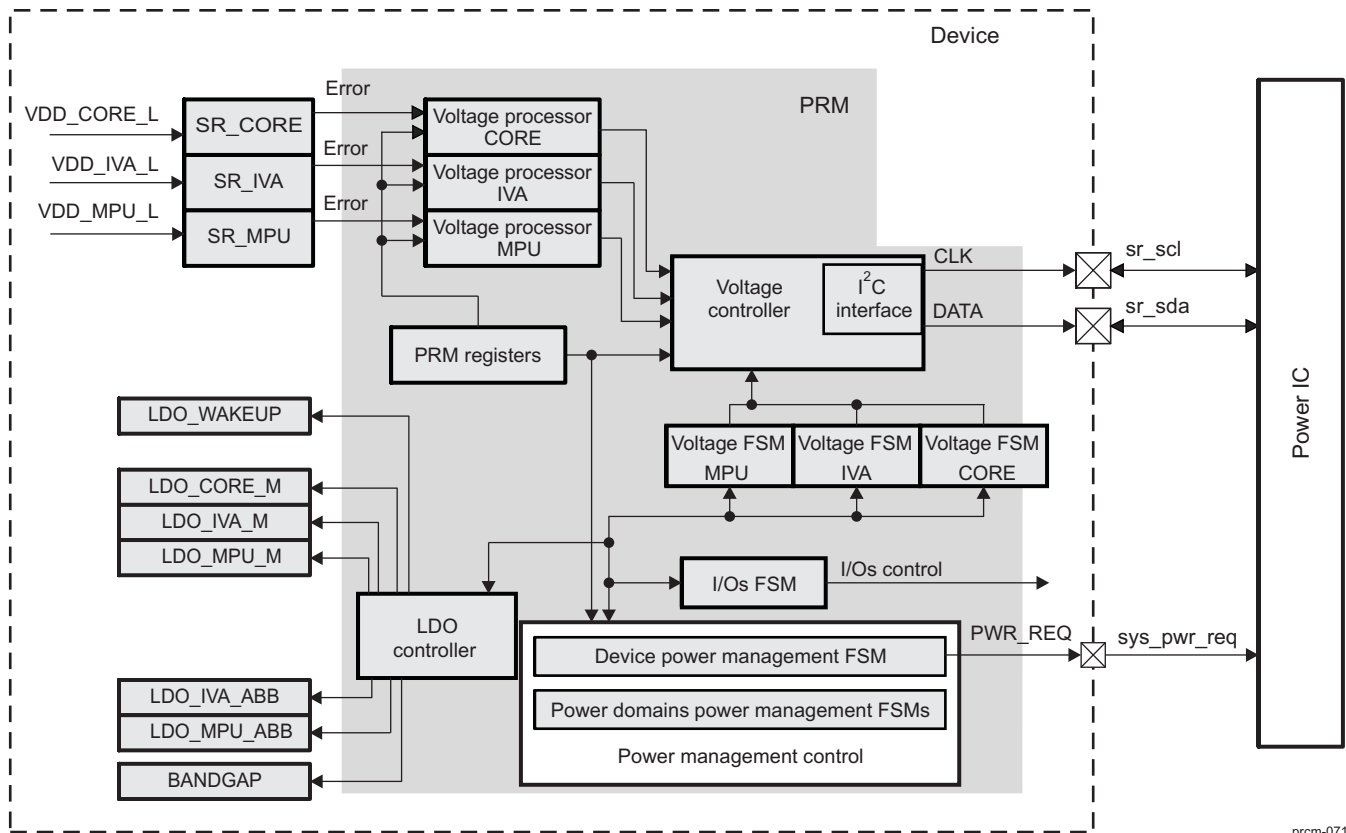 Device
PRM
VDD_CORE_L
VDD_IVA_L
VDD_MPU_L
SR_CORE
SR_IVA
SR_MPU
Error
Error
Error
Voltage processor
CORE
Voltage processor
IVA
Voltage processor
MPU
Voltage
controller
I2C
interface
CLK
DATA
sr_scl
sr_sda
Power IC
PRM registers
LDO_WAKEUP
LDO_CORE_M
LDO_IVA_M
LDO_MPU_M
Voltage FSM
MPU
Voltage FSM
IVA
Voltage FSM
CORE
I/Os FSM
I/Os control
LDO
controller
Device power management FSM
Power domains power management FSMs
Power management control
PWR_REQ
sys_pwr_req
LDO_IVA_ABB
LDO_MPU_ABB
BANDGAP
prcm-071